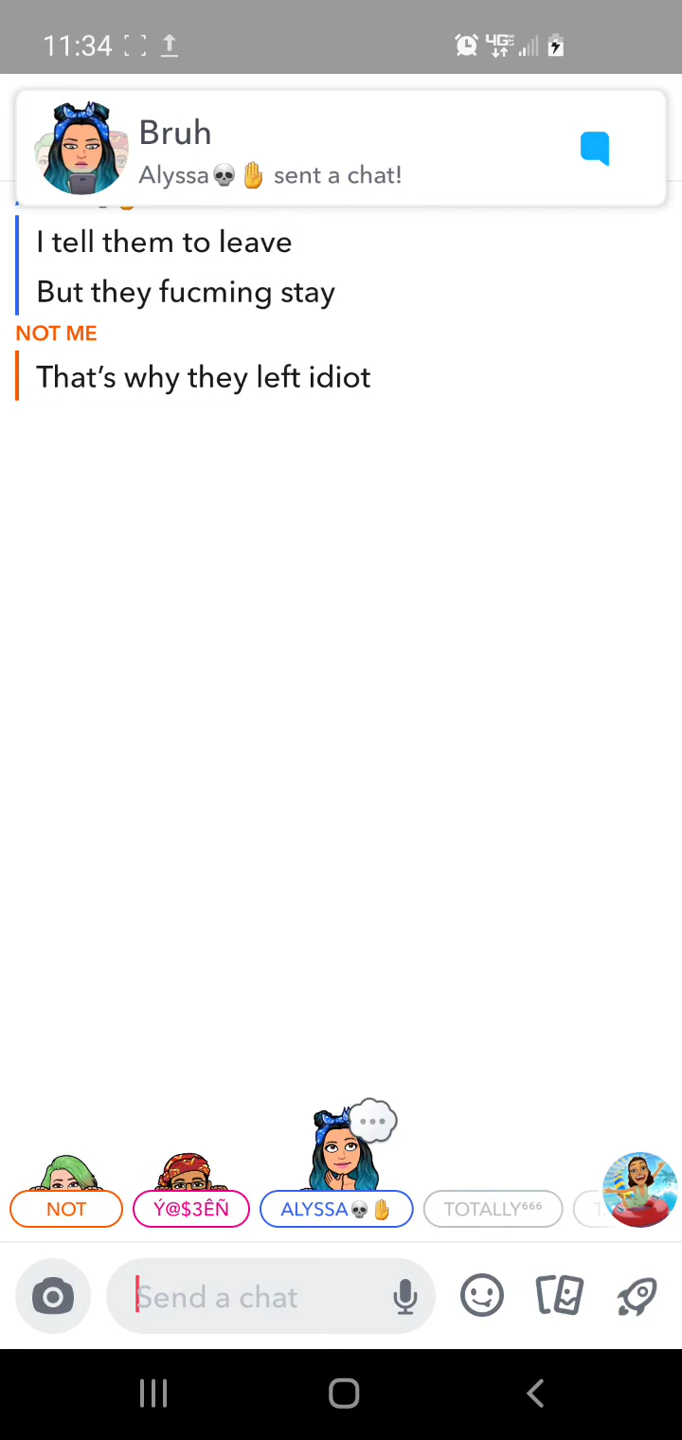 11:34
4GE
Bruh
Alyssa💀✋ sent a chat!
I tell them to leave
But they fucming stay
NOT ME
That's why they left idiot
NOT
Ý@$3ÊÑ
ALYSSA💀✋
TOTALLY⁶⁶⁶
Send a chat